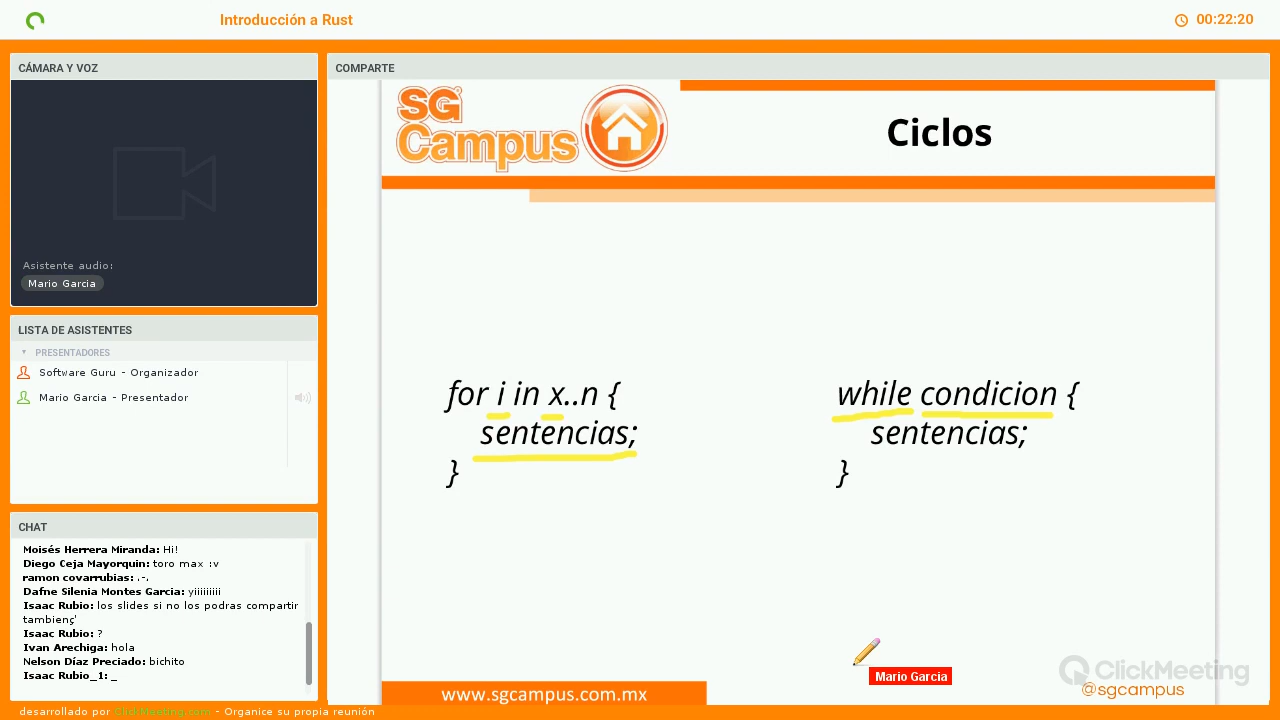 Introducción a Rust
00:22:20
CÁMARA Y VOZ
Asistente audio:
Mario Garcia
LISTA DE ASISTENTES
PRESENTADORES
Software Guru - Organizador
Mario Garcia - Presentador
CHAT
Moisés Herrera Miranda: Hi!
Diego Ceja Mayorquin: toro max :v
ramon covarrubias: .-.
Dafne Silenia Montes Garcia: yiiiiiiiii
Isaac Rubio: los slides si no los podras compartir
tambienç'
Isaac Rubio: ?
Ivan Arechiga: hola
Nelson Díaz Preciado: bichito
Isaac Rubio_1: _
desarrollado por ClickMeeting.com - Organice su propia reunión
COMPARTE
SG
Campus
Ciclos
for i in x..n {
sentencias;
}
while condicion {
sentencias;
}
Mario Garcia
www.sgcampus.com.mx
ClickMeeting
@sgcampus